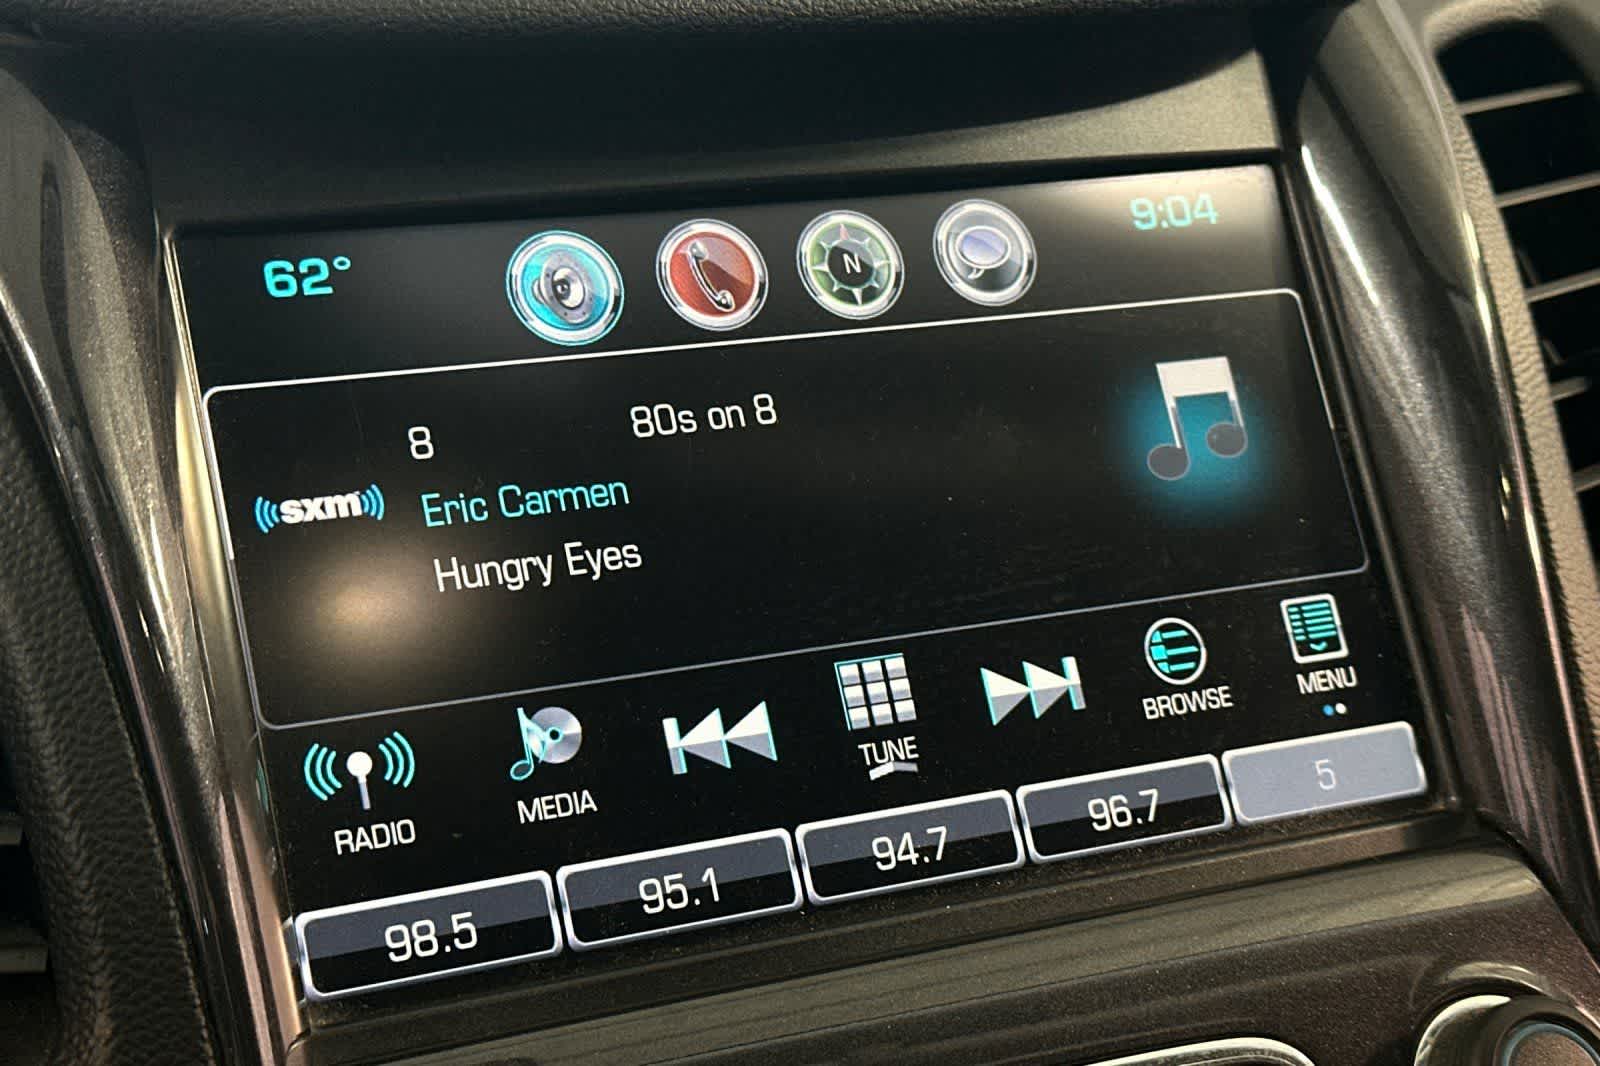 62°
N
9:04
8
80s on 8
sxm
Eric Carmen
Hungry Eyes
RADIO
MEDIA
TUNE
BROWSE
MENU
98.5
95.1
94.7
96.7
5